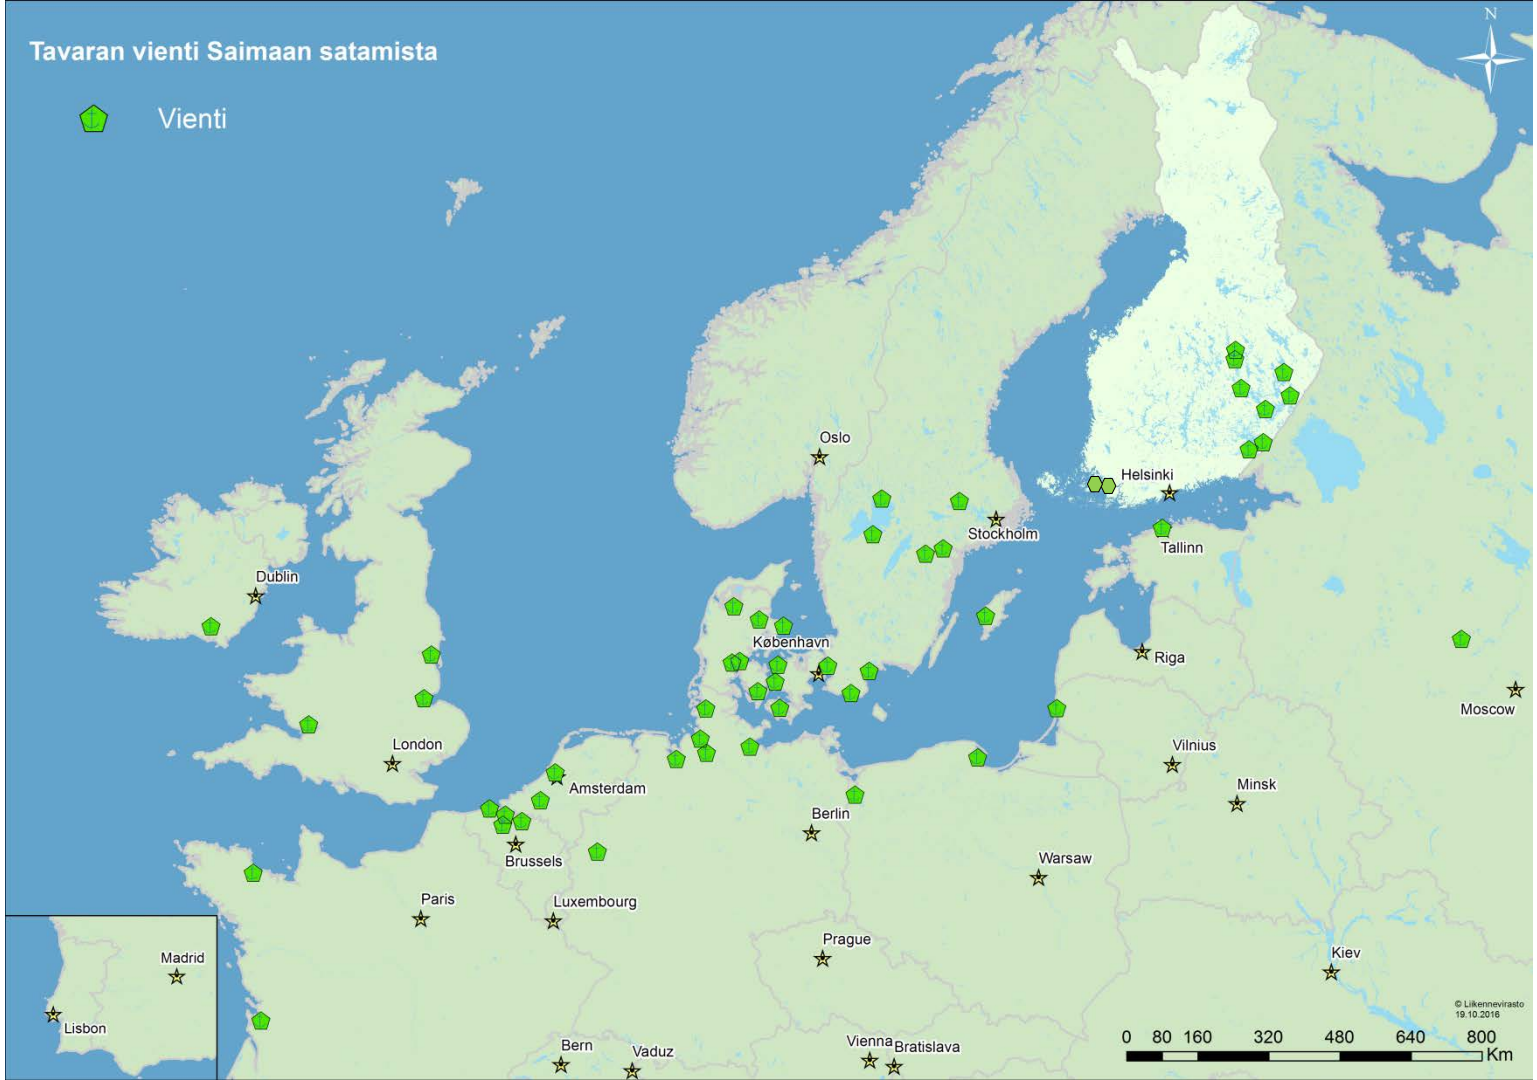 Tavaran vienti Saimaan satamista
N
Vienti
Oslo
Helsinki
Stockholm
Tallinn
Dublin
København
Riga
Moscow
London
Vilnius
Amsterdam
Minsk
Berlin
Brussels
Warsaw
Paris
Luxembourg
Prague
Madrid
Kiev
Lisbon
© Liikennevirasto
19.10.2016
Bern
Vaduz
Vienna
Bratislava
0 80 160 320 480 640 800
Km